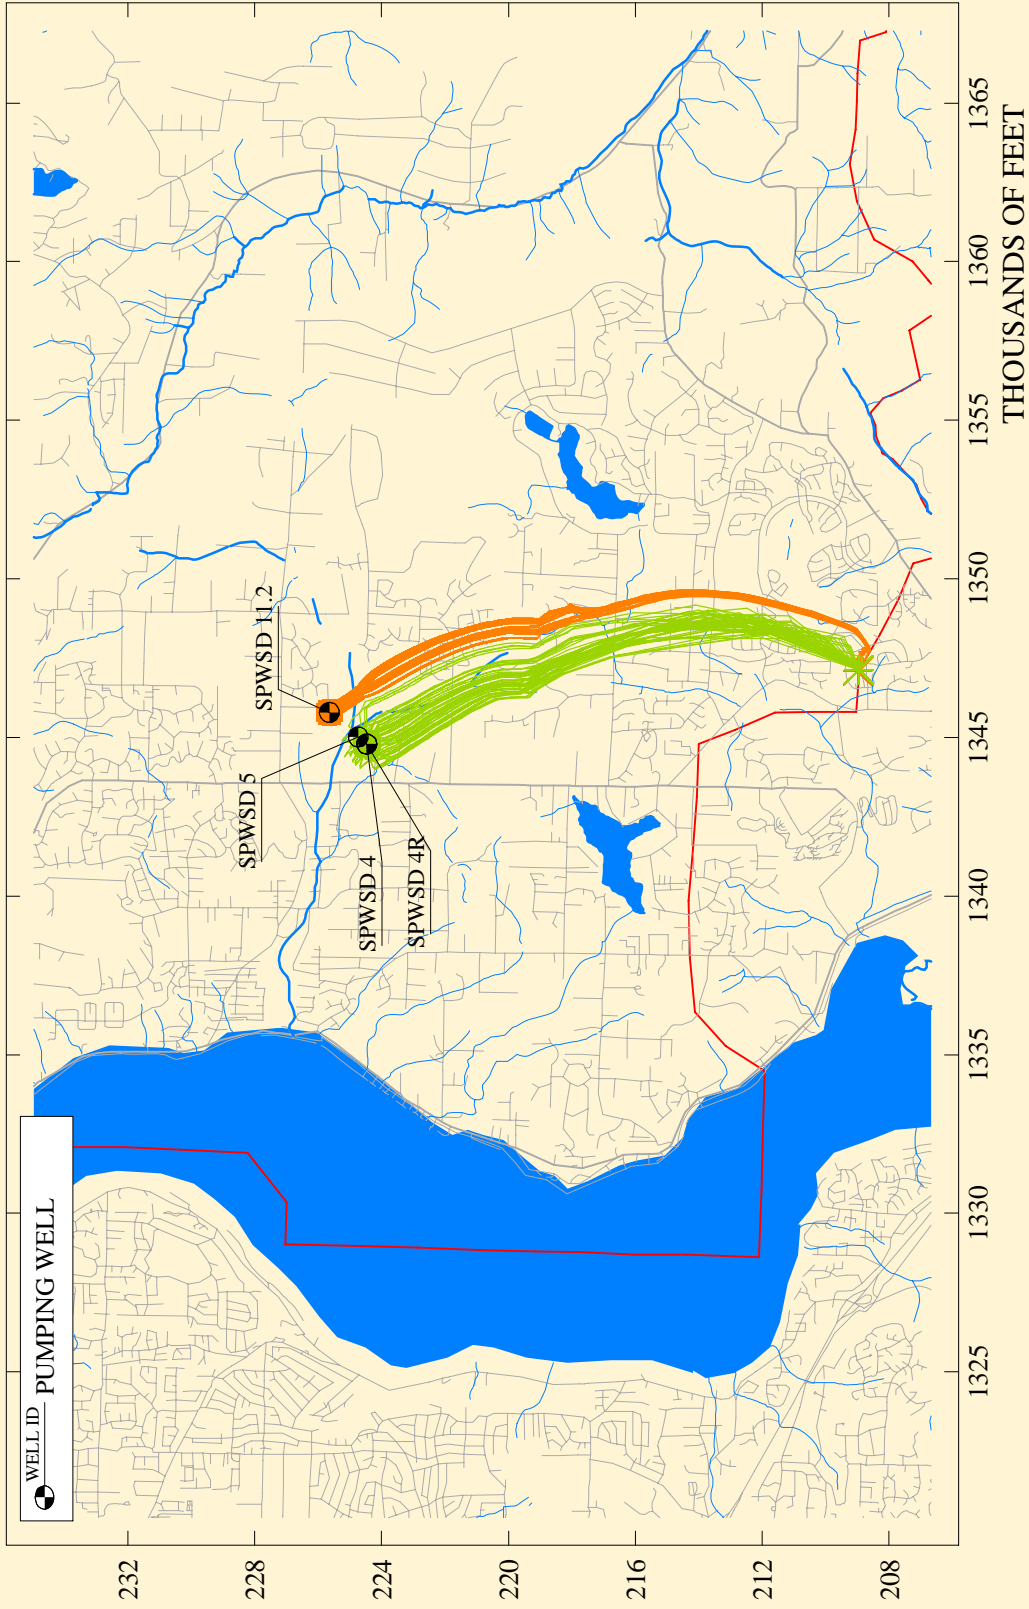 WELL ID PUMPING WELL
SPWSD 11.2
SPWSD 5
SPWSD 4
SPWSD 4R
232
228
224
220
216
212
208
1325
1330
1335
1340
1345
1350
1355
1360
1365
THOUSANDS OF FEET